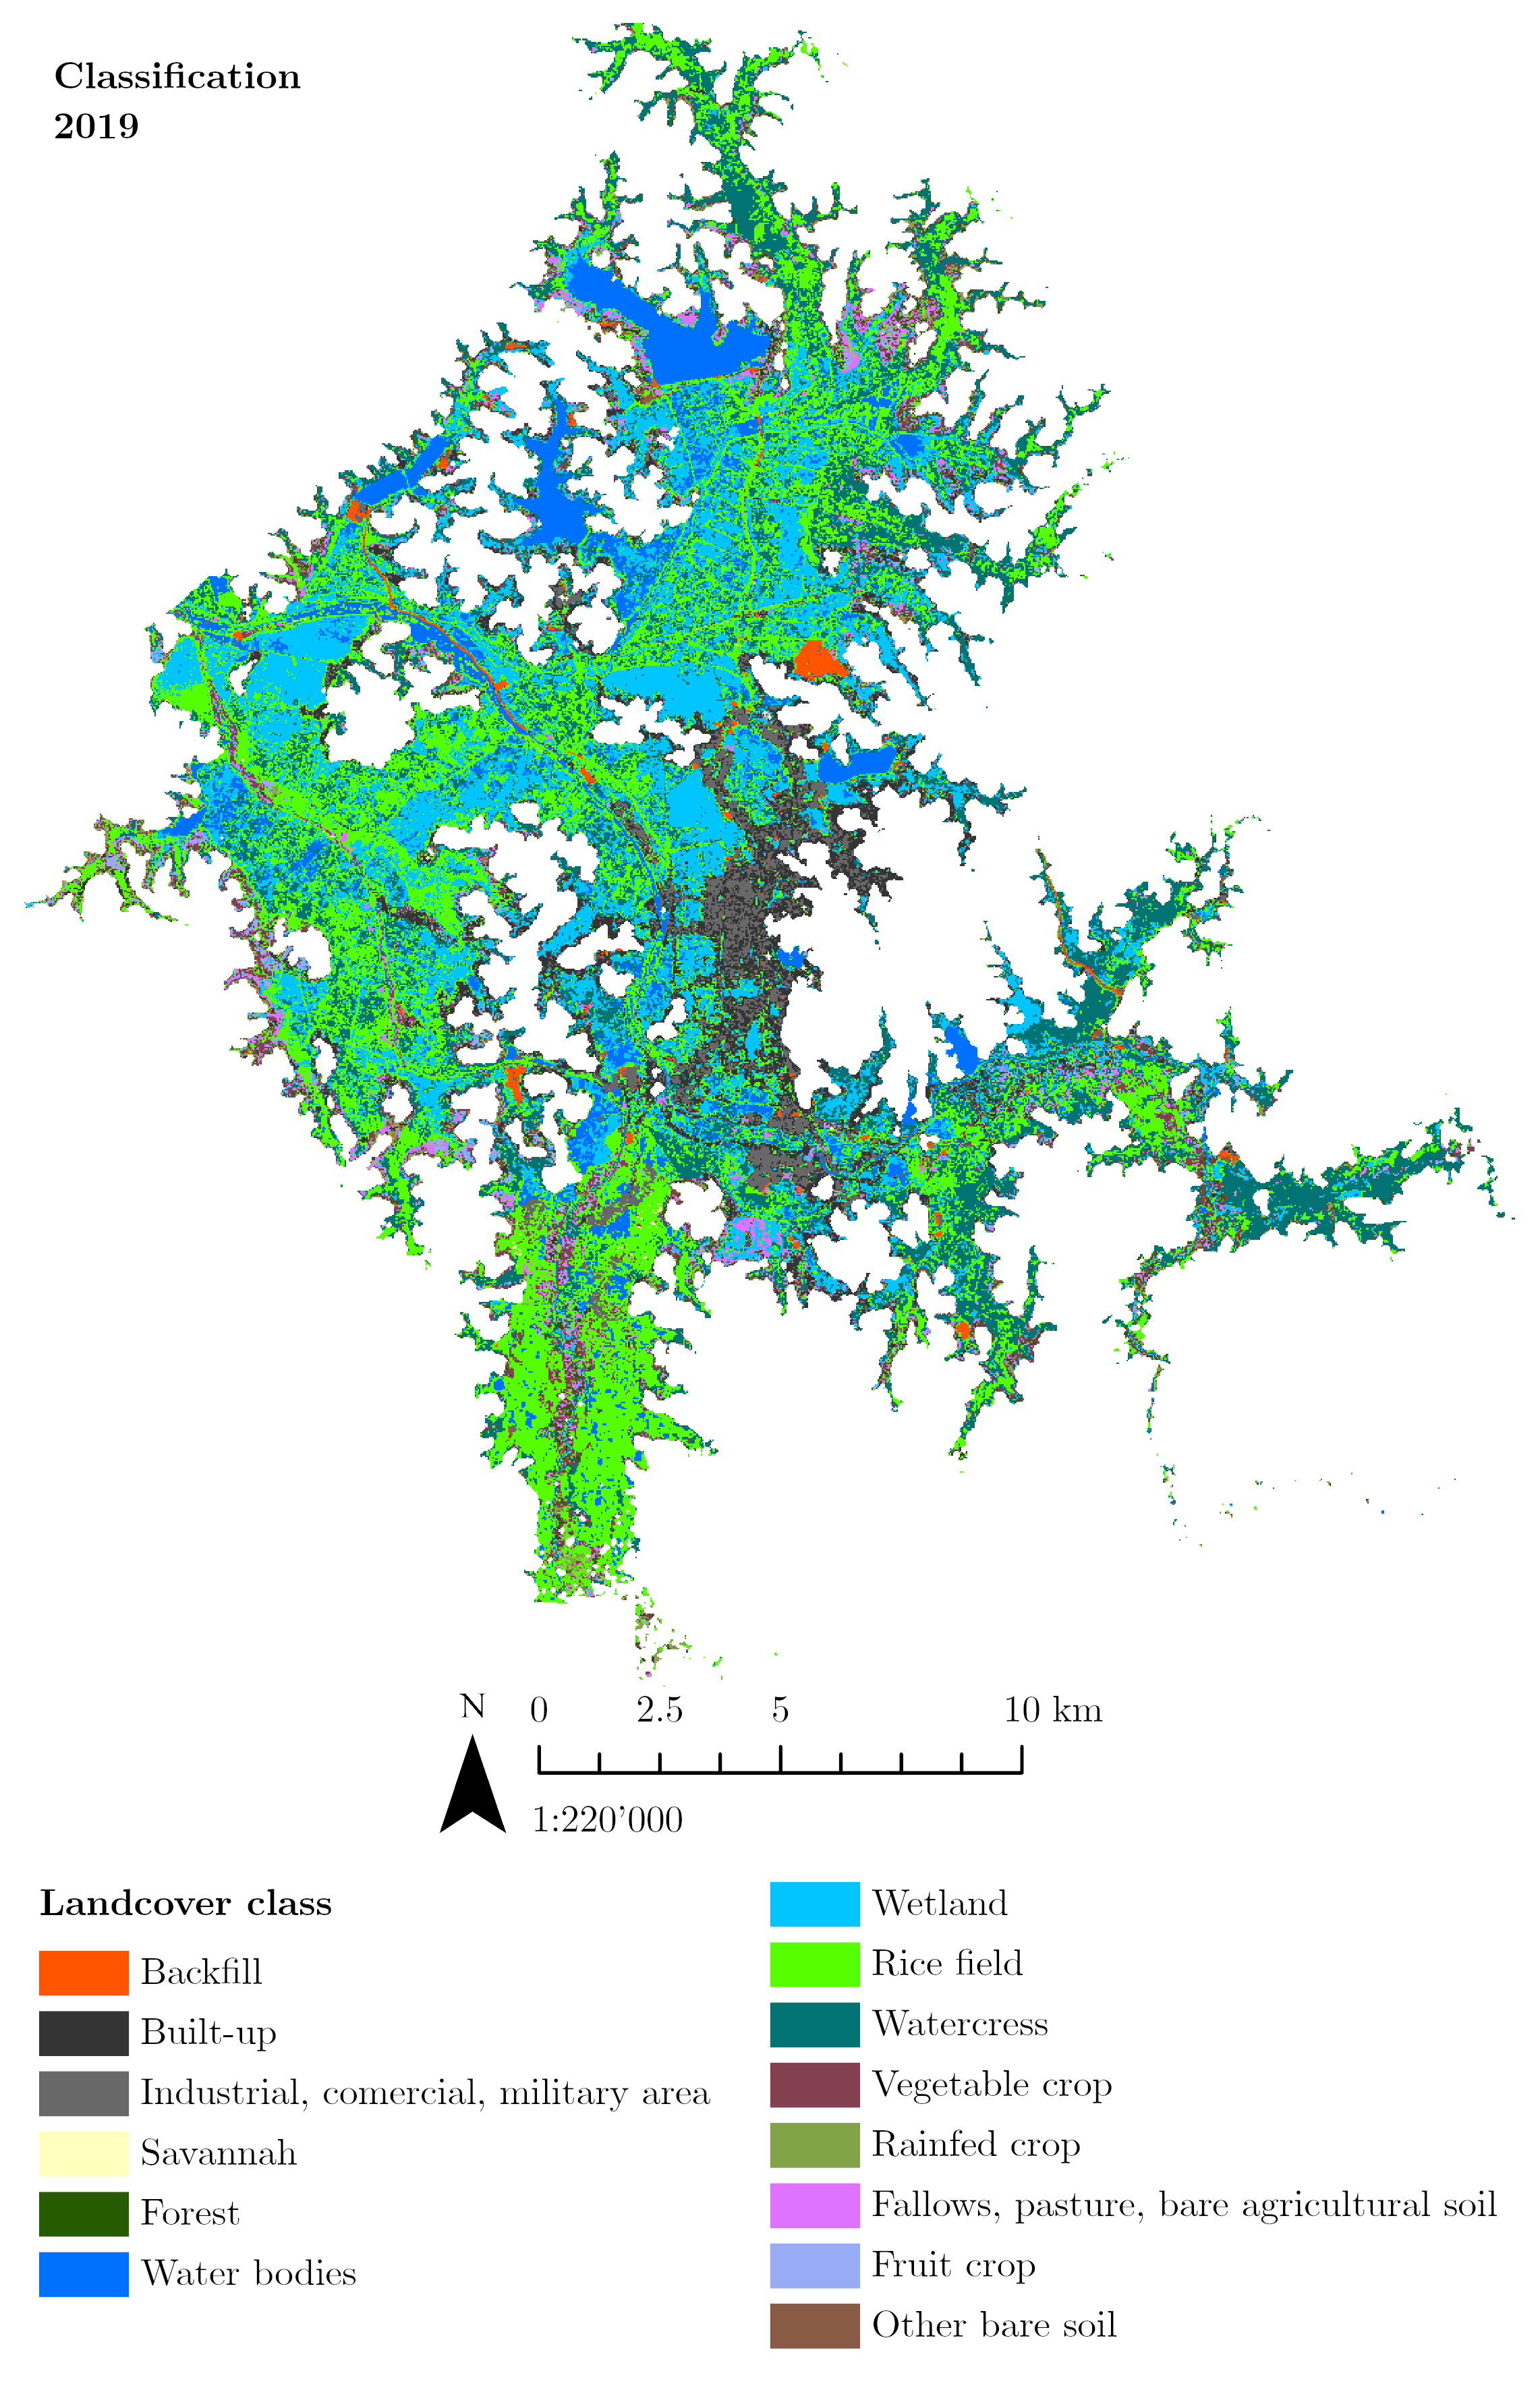 Classification
2019
N
0
2.5
5
10 km
1:220'000
Landcover class
Backfill
Built-up
Industrial, comercial, military area
Savannah
Forest
Water bodies
Wetland
Rice field
Watercress
Vegetable crop
Rainfed crop
Fallows, pasture, bare agricultural soil
Fruit crop
Other bare soil